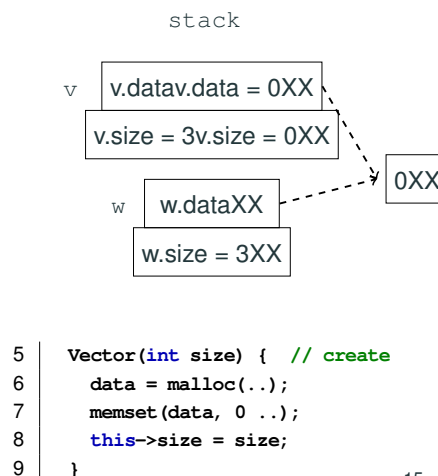 stack
v v.datav.data = 0XX
v.size = 3v.size = 0XX
0XX
w w.dataXX
w.size = 3XX
5 Vector(int size) { // create
6 data = malloc(..);
7 memset(data, 0 ..);
8 this->size = size;
9 }